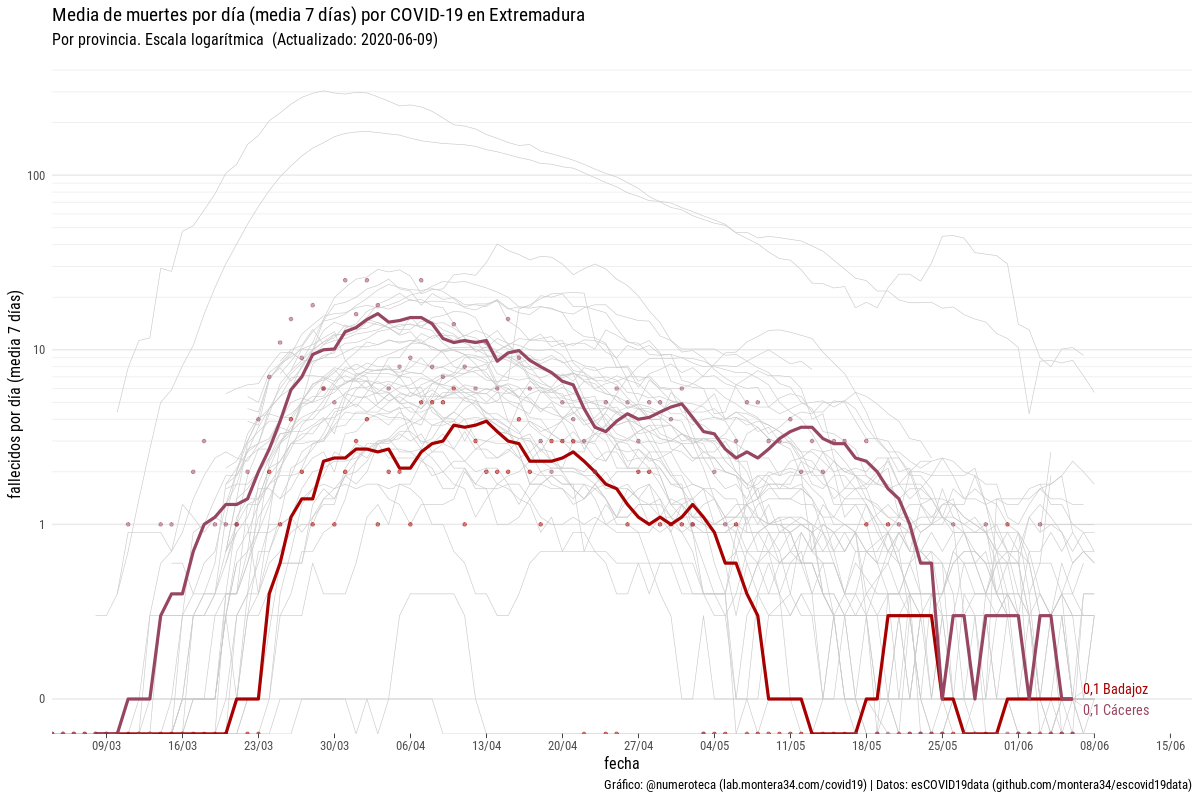 Media de muertes por día (media 7 días) por COVID-19 en Extremadura
Por provincia. Escala logarítmica (Actualizado: 2020-06-09)
fallecidos por día (media 7 días)
100
10
1
0
0,1 Badajoz
0,1 Cáceres
09/03 16/03 23/03 30/03 06/04 13/04 20/04 27/04 04/05 11/05 18/05 25/05 01/06 08/06 15/06
fecha
Gráfico: @numeroteca (lab.montera34.com/covid19) | Datos: esCOVID19data (github.com/montera34/escovid19data)